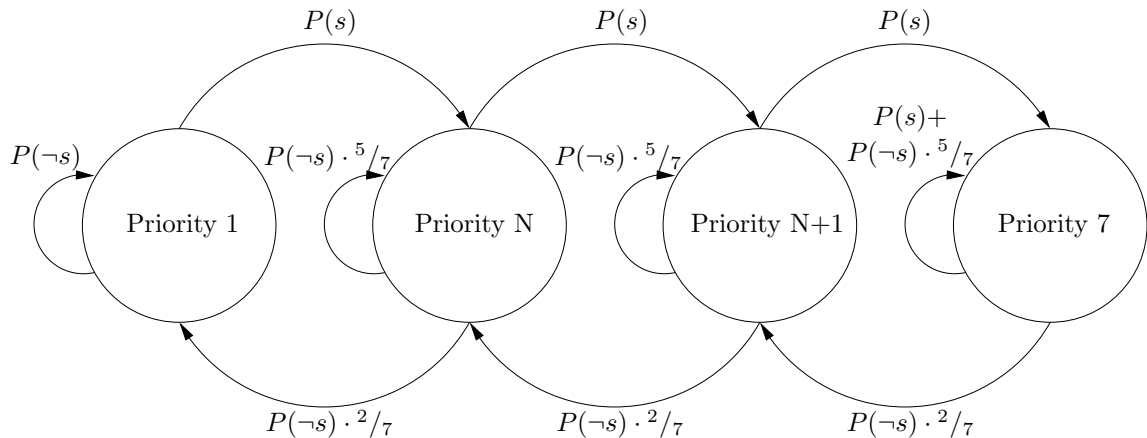 P(s) P(s) P(s)
P(s)+
P(¬s) P(¬s) · 5/7 P(¬s) · 5/7 P(¬s) · 5/7
Priority 1 Priority N Priority N+1 Priority 7
P(¬s) · 2/7 P(¬s) · 2/7 P(¬s) · 2/7